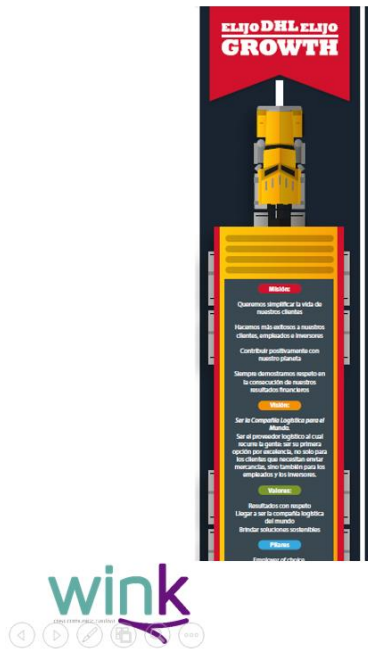 ELIJO DHL ELIJO
GROWTH
Misión:
Queremos simplificar la vida de
nuestros clientes
Hacemos más exitosos a nuestros
clientes, empleados e inversores
Contribuir positivamente con
nuestro planeta
Siempre demostramos respeto en
la consecución de nuestros
resultados financieros
Visión:
Ser la Compañía Logística para el
Mundo.
Ser el proveedor logístico al cual
recurre la gente: ser su primera
opción por excelencia, no solo para
los clientes que necesitan enviar
mercancías, sino también para los
empleados y los inversores.
Valores:
Resultados con respeto
Llegar a ser la compañía logística
del mundo
Brindar soluciones sostenibles
Pilares
Employer of choice
wink